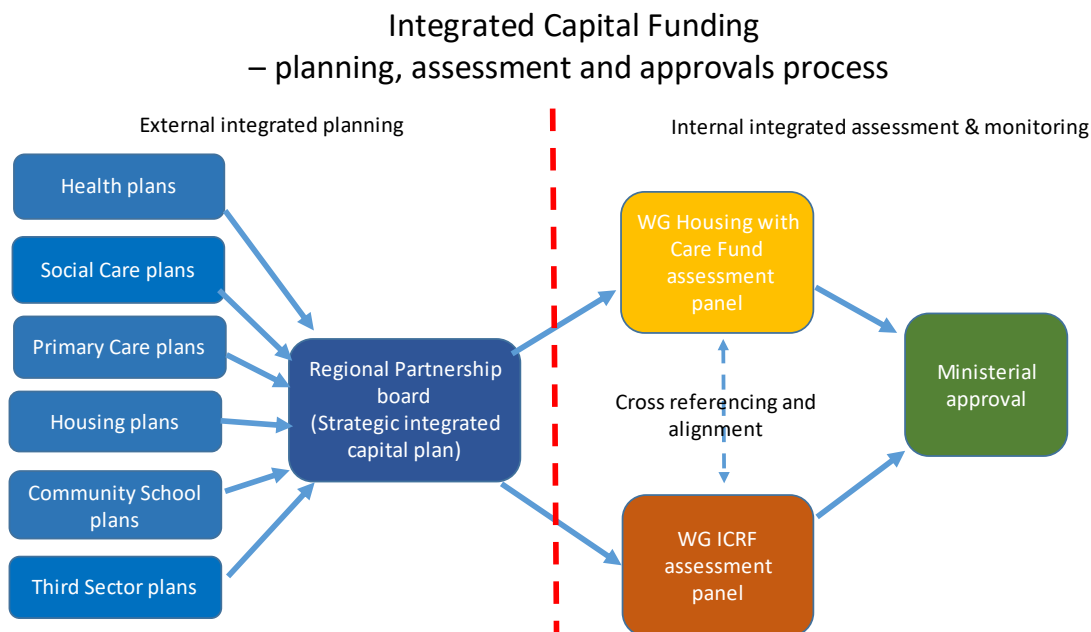 Integrated Capital Funding
– planning, assessment and approvals process
External integrated planning
Internal integrated assessment & monitoring
Health plans
Social Care plans
Primary Care plans
Housing plans
Community School
plans
Third Sector plans
Regional Partnership
board
(Strategic integrated
capital plan)
WG Housing with
Care Fund
assessment
panel
Cross referencing and
alignment
WG ICRF
assessment
panel
Ministerial
approval